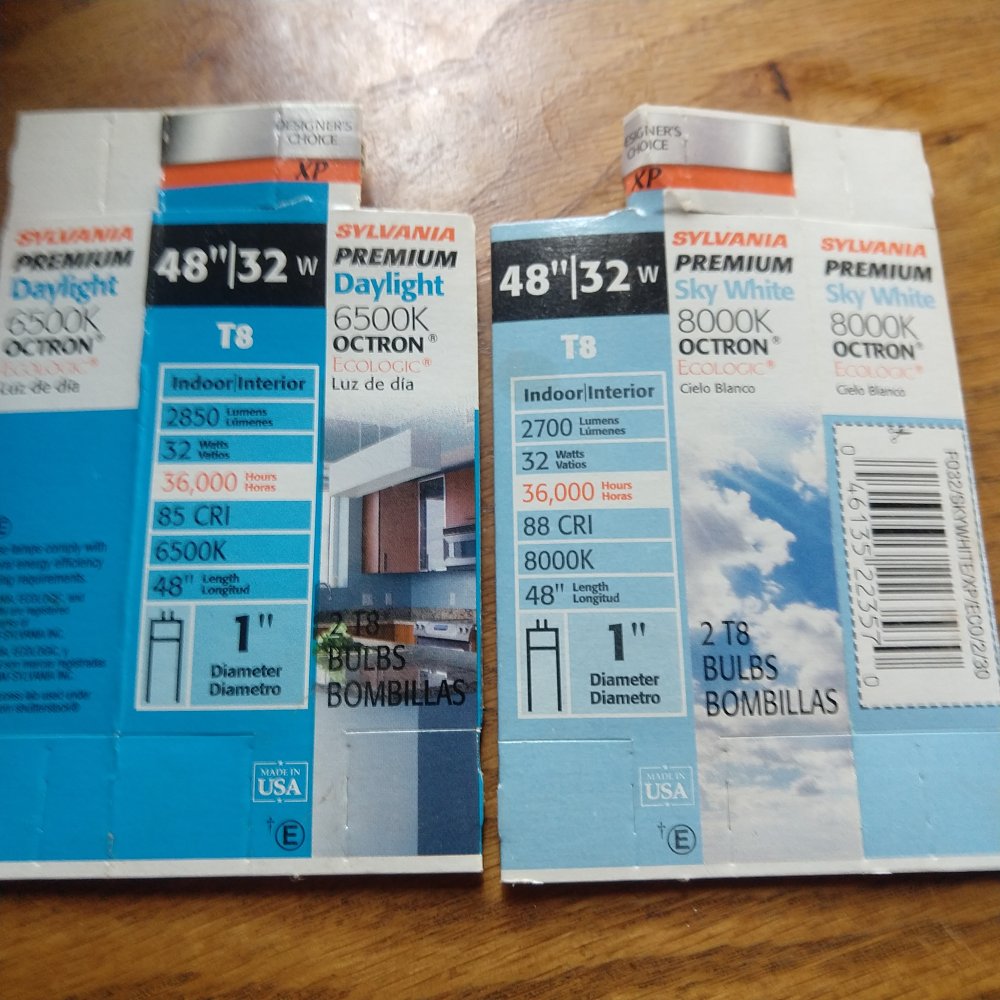 DESIGNER'S
CHOICE
XP
SYLVANIA
PREMIUM
Daylight
6500K
OCTRON®
ECOLOGIC®
Luz de día
lamps comply with
energy efficiency
requirements.
48"|32 W
T8
Indoor|Interior
2850 Lumens
Lúmenes
32 Watts
Vatios
36,000 Hours
Horas
85 CRI
6500K
48" Length
Longitud
1"
Diameter
Diametro
MADE IN
USA
†Ⓔ
SYLVANIA
PREMIUM
Daylight
6500K
OCTRON®
ECOLOGIC®
Luz de día
2 T8
BULBS
BOMBILLAS
DESIGNER'S
CHOICE
XP
48"|32 W
T8
Indoor|Interior
2700 Lumens
Lúmenes
32 Watts
Vatios
36,000 Hours
Horas
88 CRI
8000K
48" Length
Longitud
1"
Diameter
Diametro
MADE IN
USA
†Ⓔ
SYLVANIA
PREMIUM
Sky White
8000K
OCTRON®
ECOLOGIC®
Cielo Blanco
2 T8
BULBS
BOMBILLAS
SYLVANIA
PREMIUM
Sky White
8000K
OCTRON®
ECOLOGIC®
Cielo Blanco
0 46135 22357 0
FO32/SKYWHITE/XP/ECO/2/30